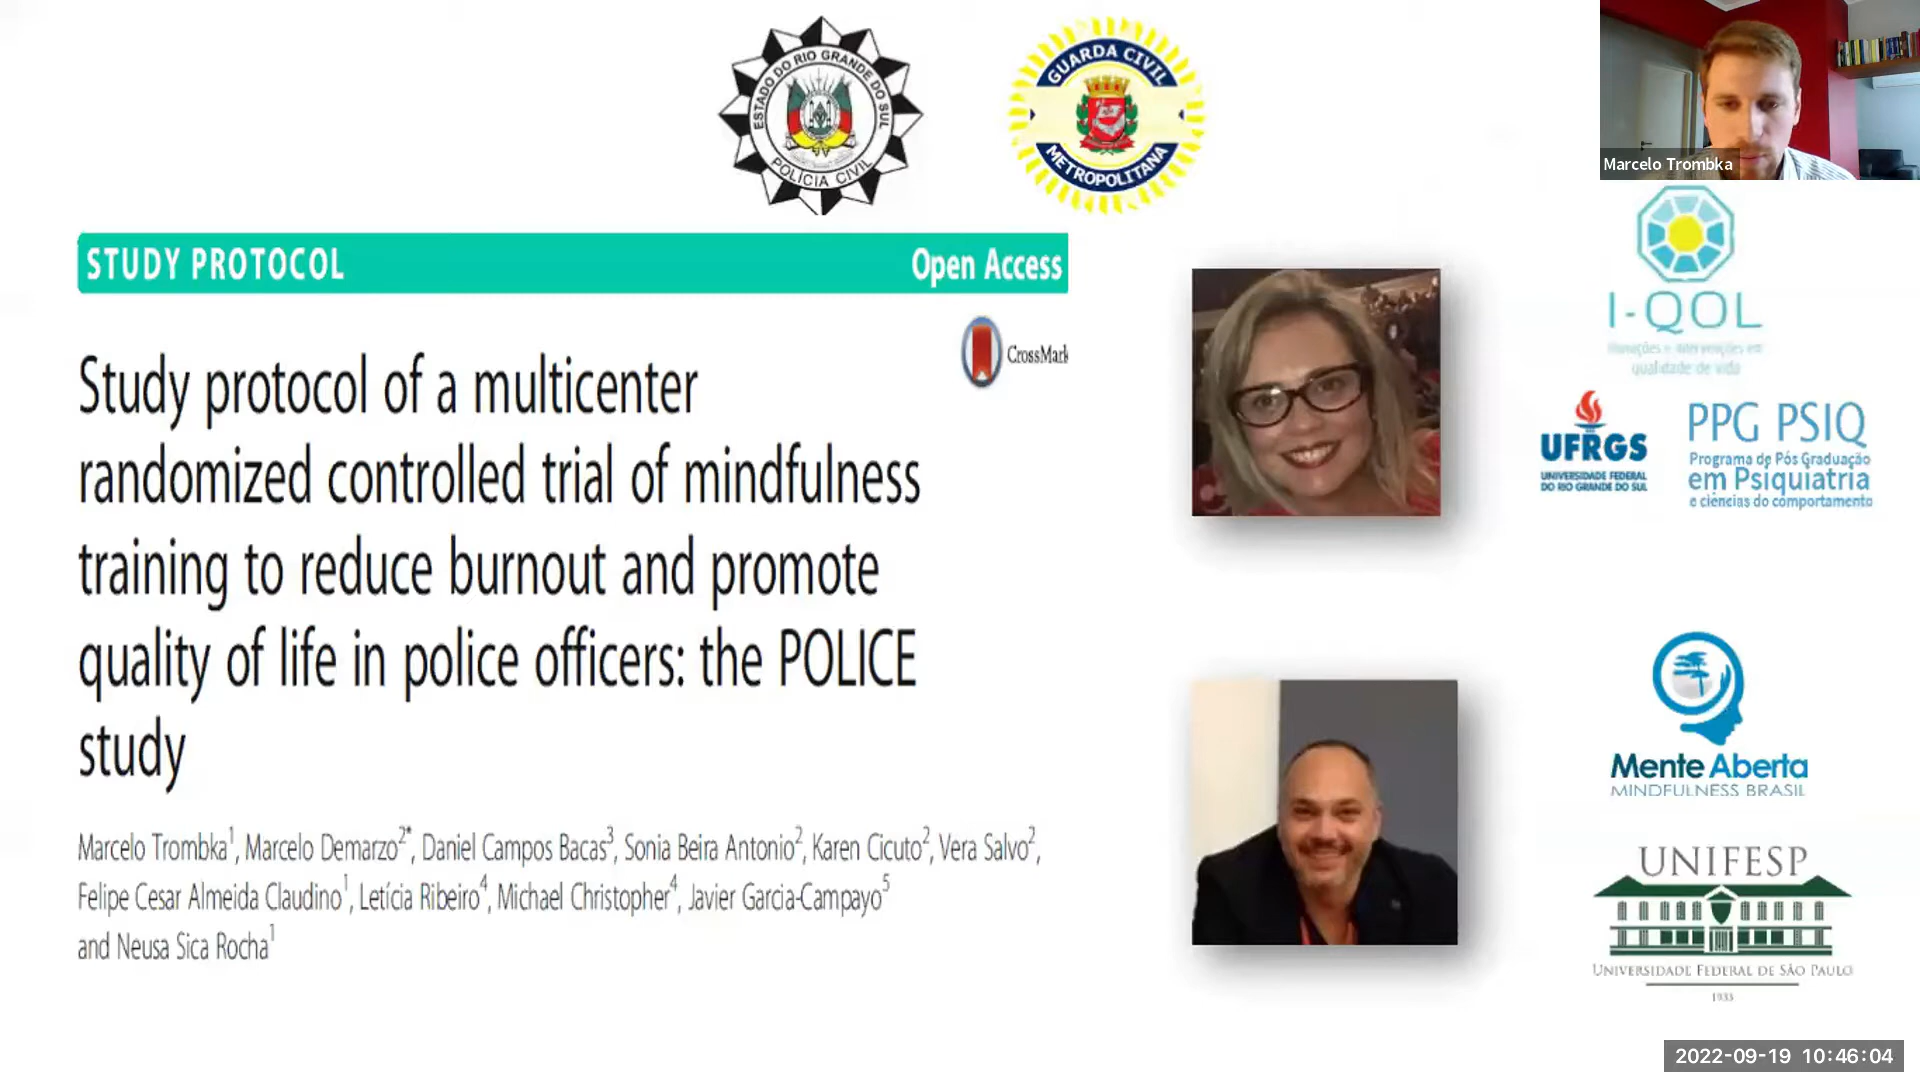 ESTADO DO RIO GRANDE DO SUL
POLÍCIA CIVIL
GUARDA CIVIL
METROPOLITANA
Marcelo Trombka
STUDY PROTOCOL
Open Access
CrossMark
Study protocol of a multicenter
randomized controlled trial of mindfulness
training to reduce burnout and promote
quality of life in police officers: the POLICE
study
Marcelo Trombka1, Marcelo Demarzo2*, Daniel Campos Bacas3, Sonia Beira Antonio2, Karen Cicuto2, Vera Salvo2,
Felipe Cesar Almeida Claudino1, Letícia Ribeiro4, Michael Christopher4, Javier Garcia-Campayo5
and Neusa Sica Rocha1
I-QOL
qualidade de vida
UFRGS
UNIVERSIDADE FEDERAL
DO RIO GRANDE DO SUL
PPG PSIQ
Programa de Pós Graduação
em Psiquiatria
e ciências do comportamento
Mente Aberta
MINDFULNESS BRASIL
UNIFESP
UNIVERSIDADE FEDERAL DE SÃO PAULO
1933
2022-09-19 10:46:04